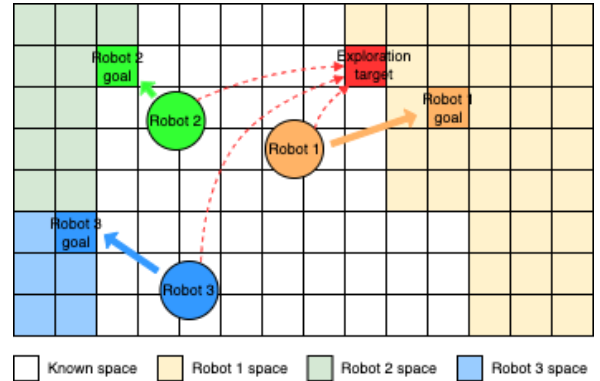 Robot 2
goal
Exploration
target
Robot 1
goal
Robot 2
Robot 1
Robot 3
goal
Robot 3
Known space
Robot 1 space
Robot 2 space
Robot 3 space